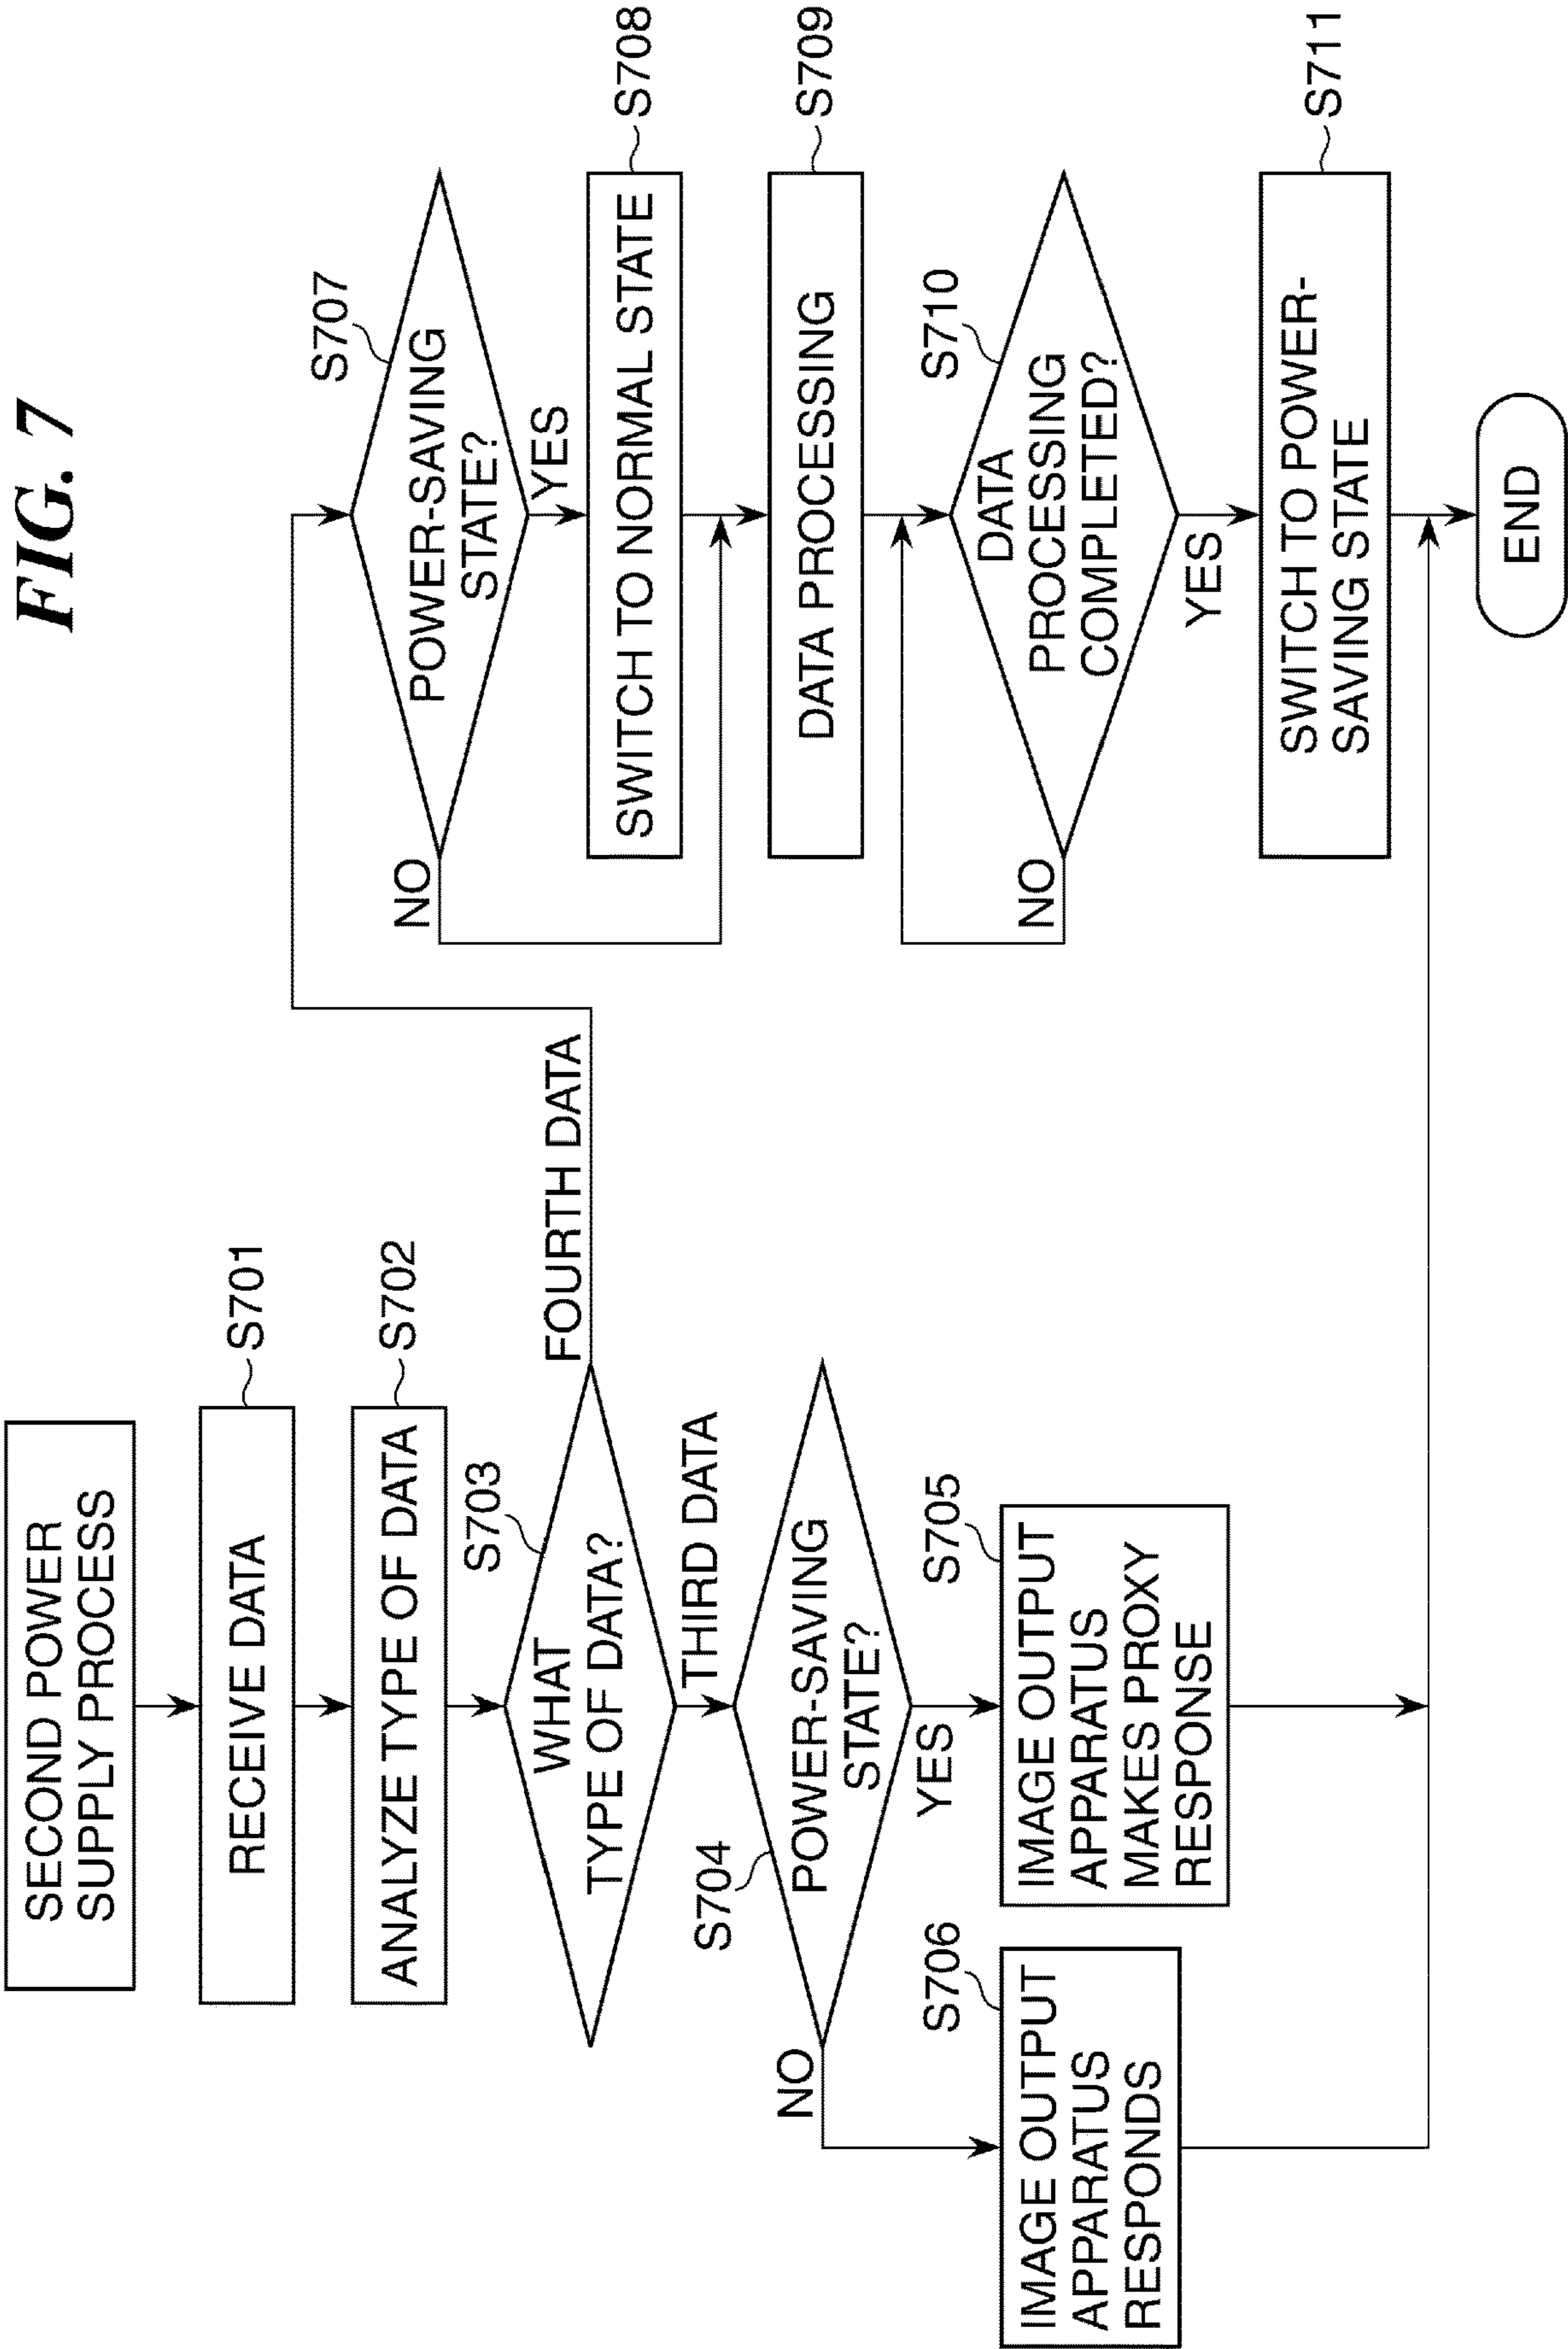 FIG. 7
SECOND POWER
SUPPLY PROCESS
RECEIVE DATA
S701
ANALYZE TYPE OF DATA
S702
S703
WHAT
TYPE OF DATA?
FOURTH DATA
THIRD DATA
S704
POWER-SAVING
STATE?
NO
YES
S705
IMAGE OUTPUT
APPARATUS
MAKES PROXY
RESPONSE
S706
IMAGE OUTPUT
APPARATUS
RESPONDS
S707
POWER-SAVING
STATE?
NO
YES
SWITCH TO NORMAL STATE
S708
DATA PROCESSING
S709
S710
DATA
PROCESSING
COMPLETED?
NO
YES
SWITCH TO POWER-
SAVING STATE
S711
END